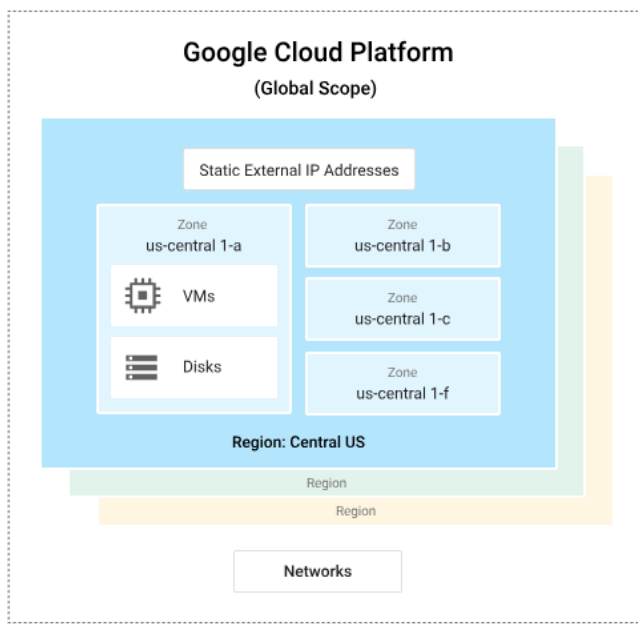 Google Cloud Platform
(Global Scope)
Static External IP Addresses
Zone
us-central 1-a
VMs
Disks
Zone
us-central 1-b
Zone
us-central 1-c
Zone
us-central 1-f
Region: Central US
Region
Region
Networks